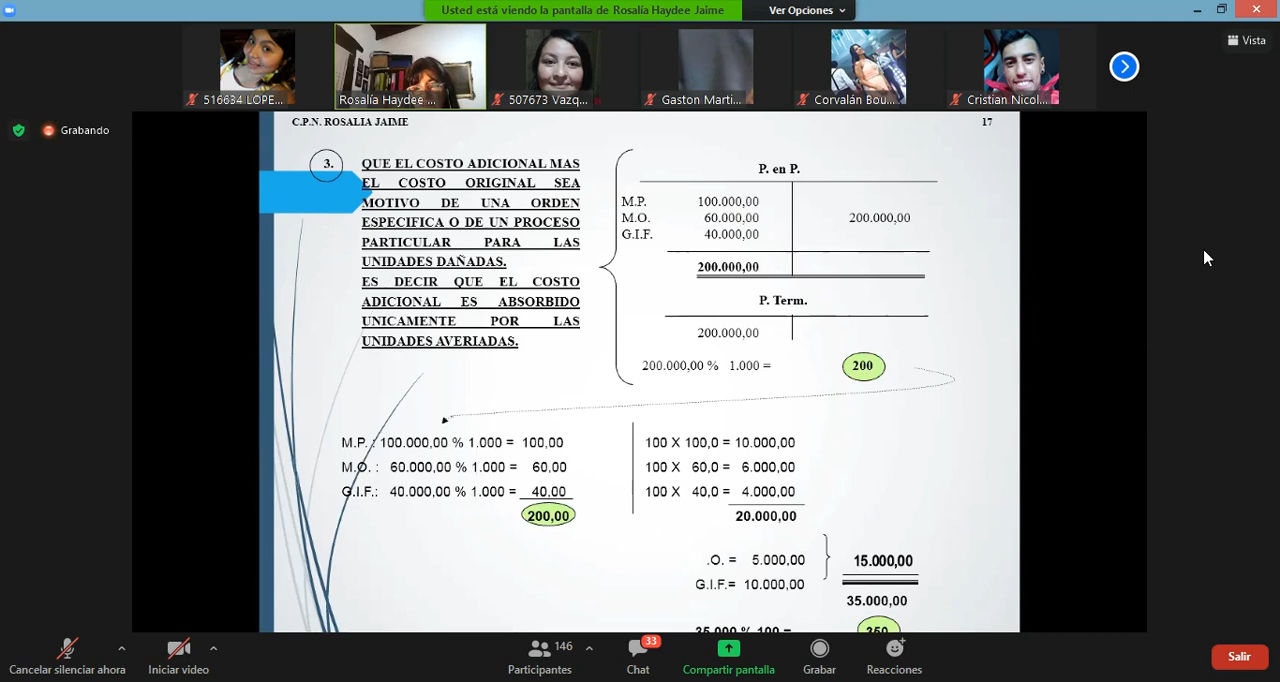 Usted está viendo la pantalla de Rosalía Haydee Jaime
Ver Opciones
Vista
516634 LOPE...
Rosalía Haydee ...
507673 Vazq...
Gaston Marti...
Corvalán Bou...
Cristian Nicol...
Grabando
C.P.N. ROSALIA JAIME
17
3.
QUE EL COSTO ADICIONAL MAS
EL COSTO ORIGINAL SEA
MOTIVO DE UNA ORDEN
ESPECIFICA O DE UN PROCESO
PARTICULAR PARA LAS
UNIDADES DAÑADAS.
ES DECIR QUE EL COSTO
ADICIONAL ES ABSORBIDO
UNICAMENTE POR LAS
UNIDADES AVERIADAS.
P. en P.
M.P. 100.000,00
M.O. 60.000,00 200.000,00
G.I.F. 40.000,00
200.000,00
P. Term.
200.000,00
200.000,00 % 1.000 = 200
M.P. : 100.000,00 % 1.000 = 100,00
M.O. : 60.000,00 % 1.000 = 60,00
G.I.F.: 40.000,00 % 1.000 = 40,00
200,00
100 X 100,0 = 10.000,00
100 X 60,0 = 6.000,00
100 X 40,0 = 4.000,00
20.000,00
.O. = 5.000,00
G.I.F.= 10.000,00
15.000,00
35.000,00
35.000 % 100 = 350
Cancelar silenciar ahora
Iniciar video
146
Participantes
33
Chat
Compartir pantalla
Grabar
Reacciones
Salir